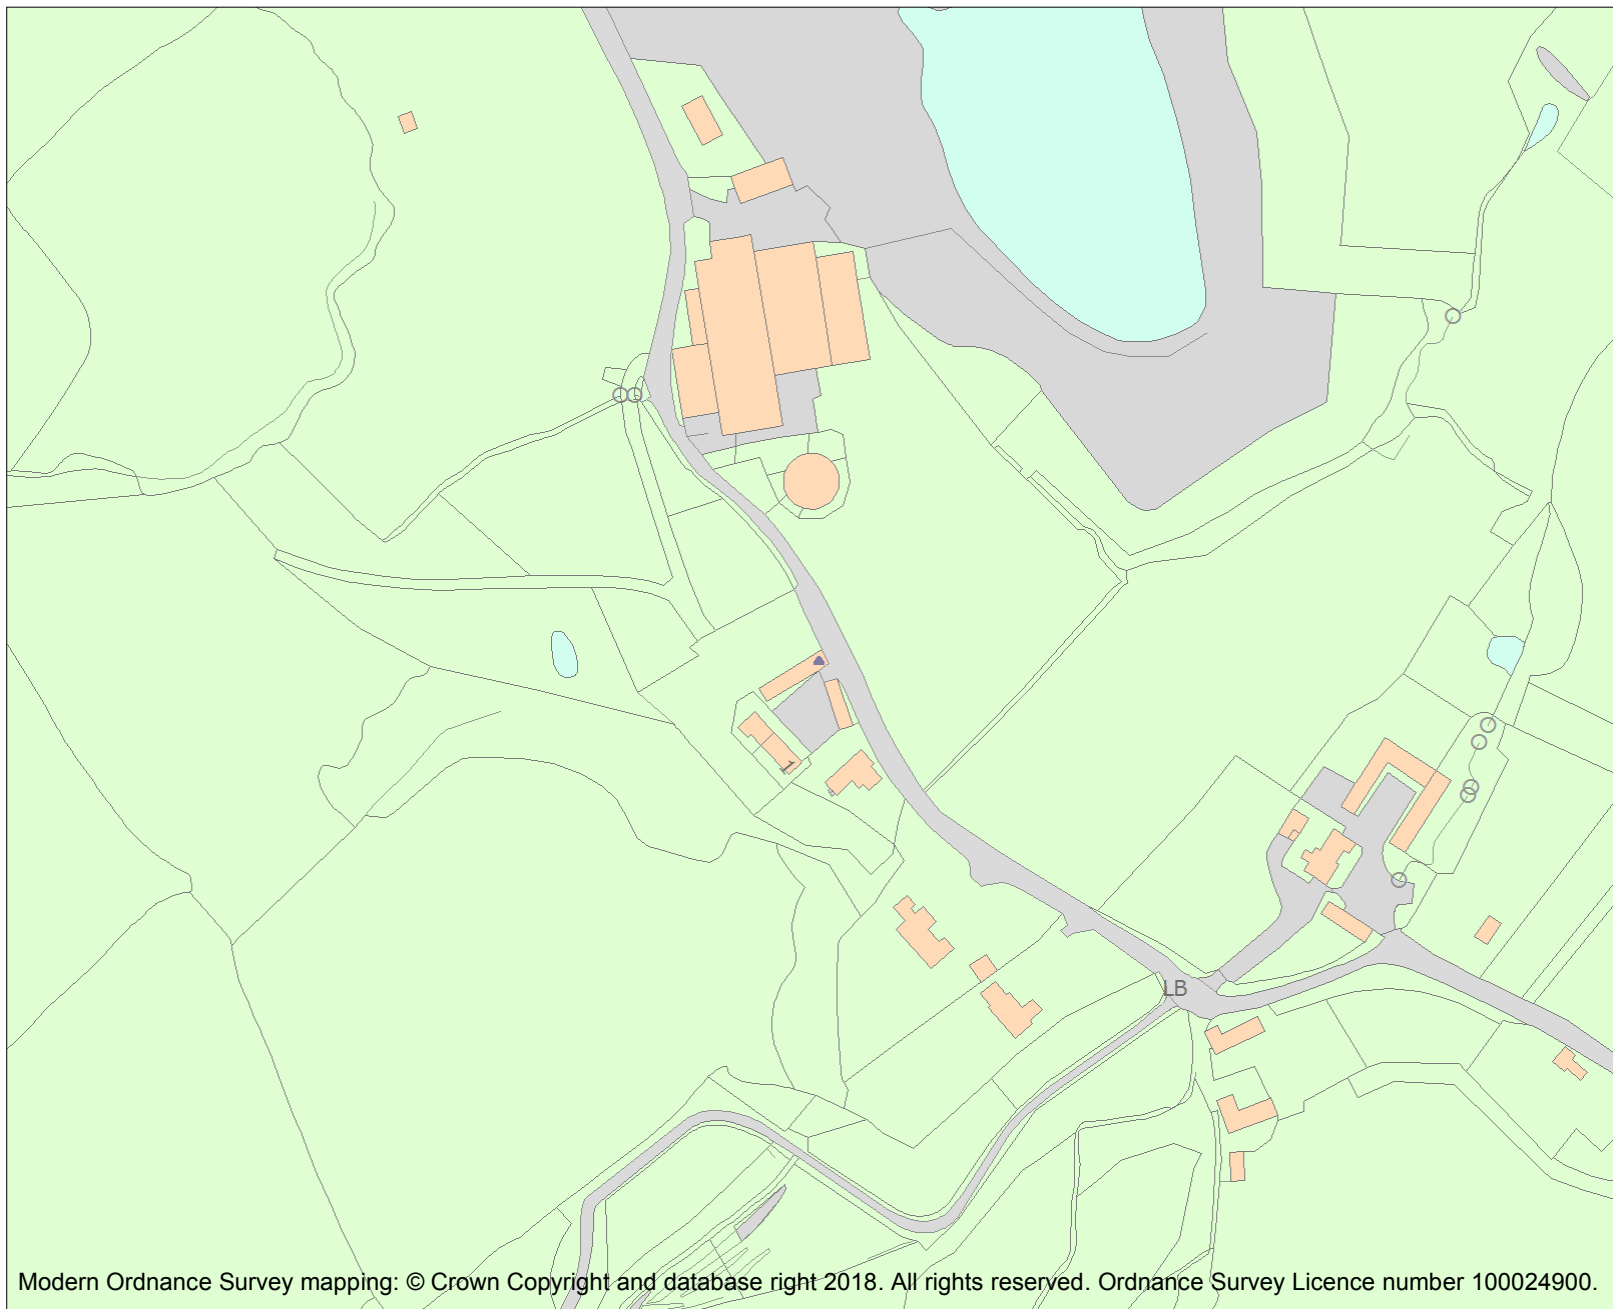 1
LB
Modern Ordnance Survey mapping: © Crown Copyright and database right 2018. All rights reserved. Ordnance Survey Licence number 100024900.